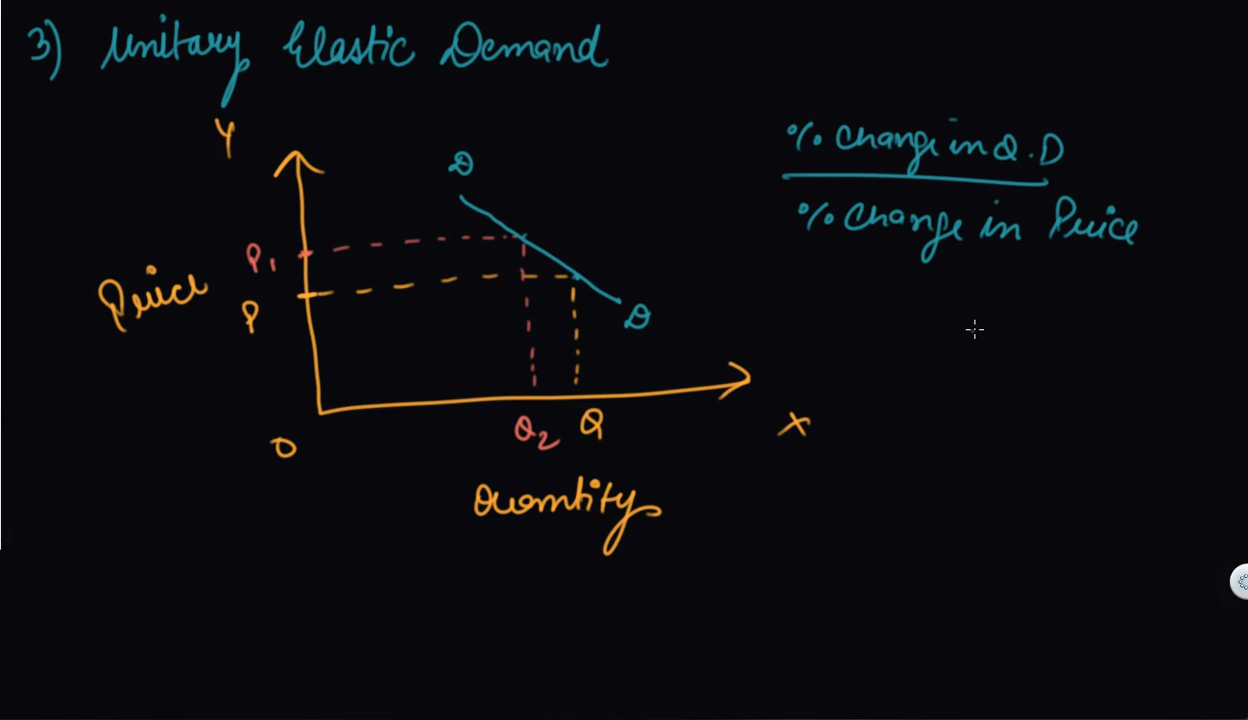 3) Unitary Elastic Demand
Y
D
% Change in Q.D
% Change in Price
P1
Price
P
D
Q2 Q
X
O
Quantity